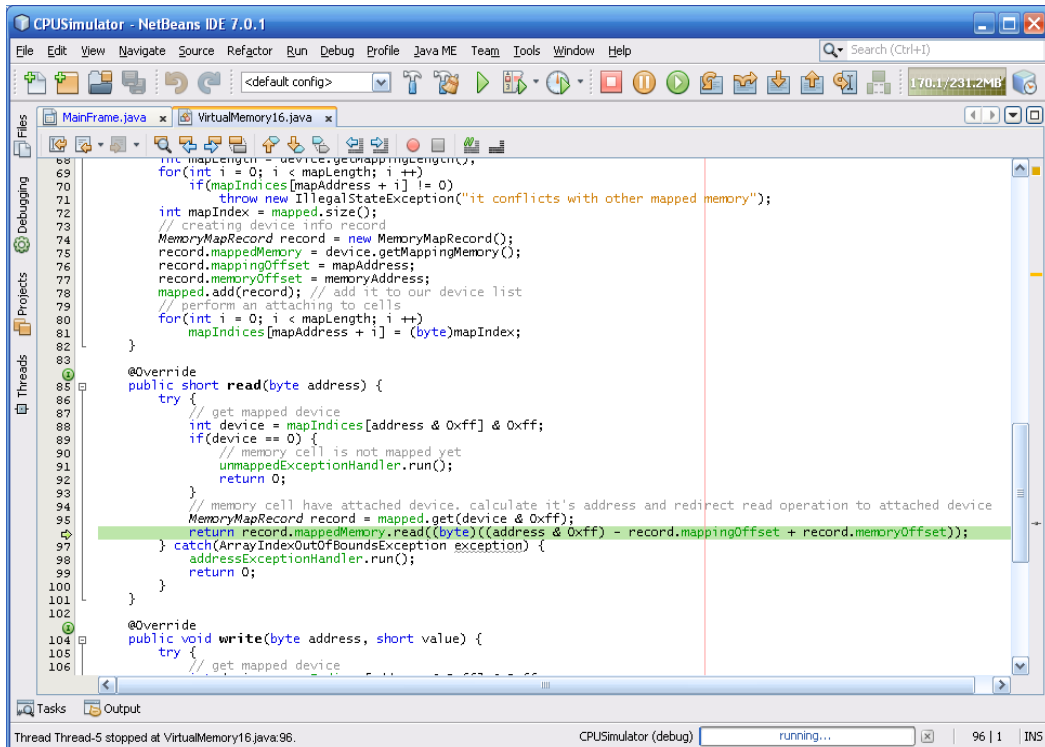 CPUSimulator - NetBeans IDE 7.0.1
File Edit View Navigate Source Refactor Run Debug Profile Java ME Team Tools Window Help Search (Ctrl+I)
<default config> 170.1/231.2MB
Files
Debugging
Projects
Threads
MainFrame.java x VirtualMemory16.java x
68 int mapLength = device.getMappingLength();
69 for(int i = 0; i < mapLength; i ++)
70 if(mapIndices[mapAddress + i] != 0)
71 throw new IllegalStateException("it conflicts with other mapped memory");
72 int mapIndex = mapped.size();
73 // creating device info record
74 MemoryMapRecord record = new MemoryMapRecord();
75 record.mappedMemory = device.getMappingMemory();
76 record.mappingOffset = mapAddress;
77 record.memoryOffset = memoryAddress;
78 mapped.add(record); // add it to our device list
79 // perform an attaching to cells
80 for(int i = 0; i < mapLength; i ++)
81 mapIndices[mapAddress + i] = (byte)mapIndex;
82 }
83
@Override
85 public short read(byte address) {
86 try {
87 // get mapped device
88 int device = mapIndices[address & 0xff] & 0xff;
89 if(device == 0) {
90 // memory cell is not mapped yet
91 unmappedExceptionHandler.run();
92 return 0;
93 }
94 // memory cell have attached device. calculate it's address and redirect read operation to attached device
95 MemoryMapRecord record = mapped.get(device & 0xff);
return record.mappedMemory.read((byte)((address & 0xff) - record.mappingOffset + record.memoryOffset));
97 } catch(ArrayIndexOutOfBoundsException exception) {
98 addressExceptionHandler.run();
99 return 0;
100 }
101 }
102
@Override
104 public void write(byte address, short value) {
105 try {
106 // get mapped device
Tasks Output
Thread Thread-5 stopped at VirtualMemory16.java:96. CPUSimulator (debug) running... 96 | 1 INS